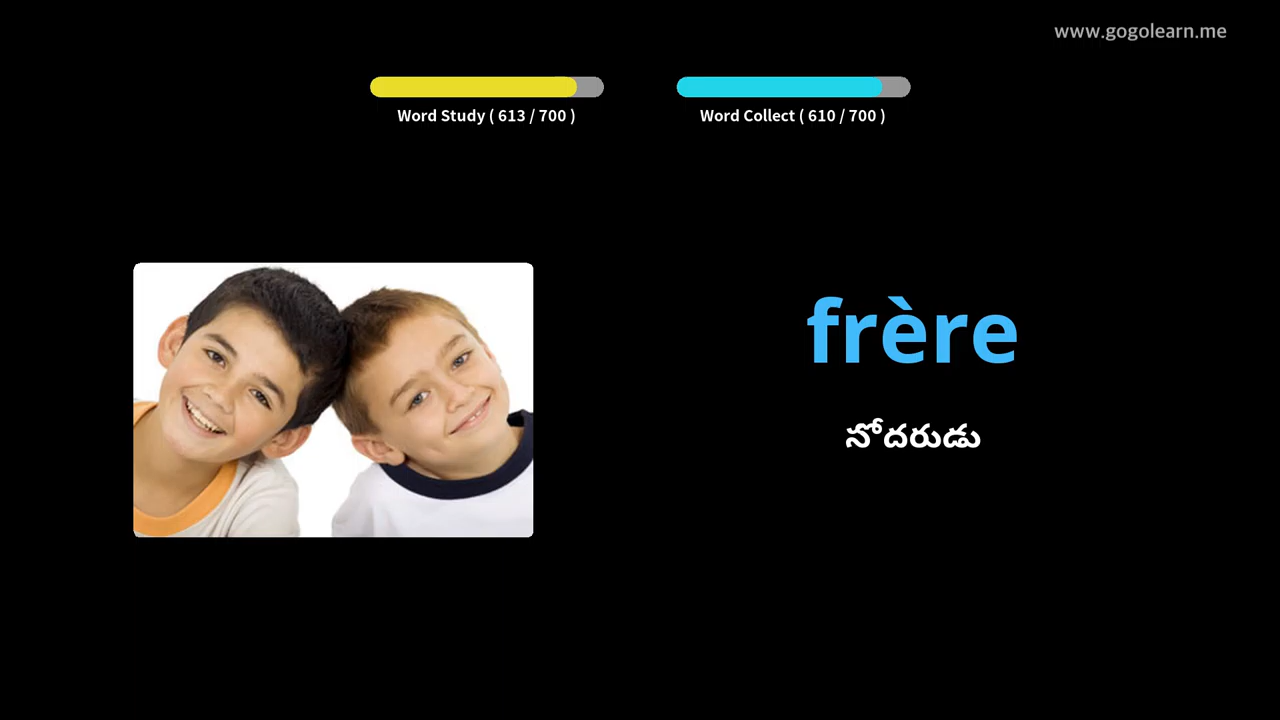 www.gogolearn.me
Word Study ( 613 / 700 )
Word Collect ( 610 / 700 )
frère
నోదరుడు